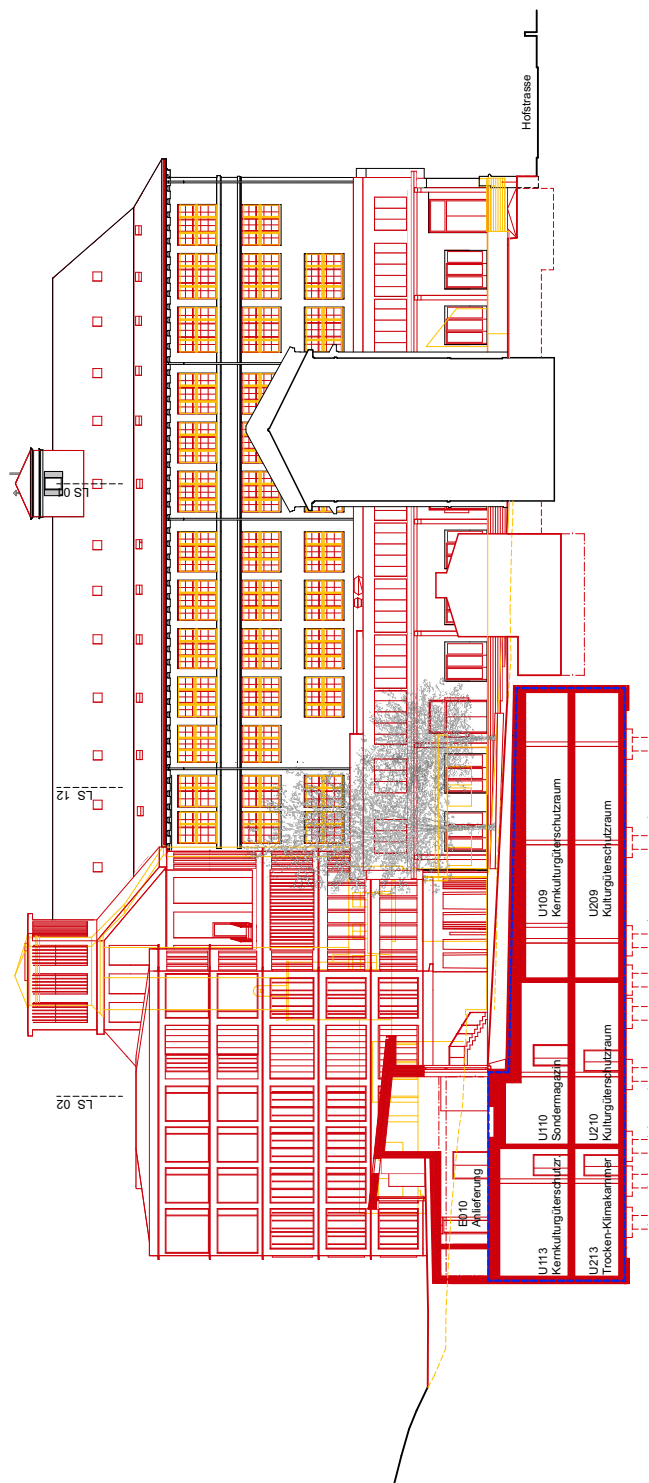 Hofstrasse
LS 01
LS 12
LS 02
E010
Anlieferung
U113
Kernkulturgüterschutzr.
U110
Sondermagazin
U109
Kernkulturgüterschutzraum
U213
Trocken-Klimakammer
U210
Kulturgüterschutzraum
U209
Kulturgüterschutzraum